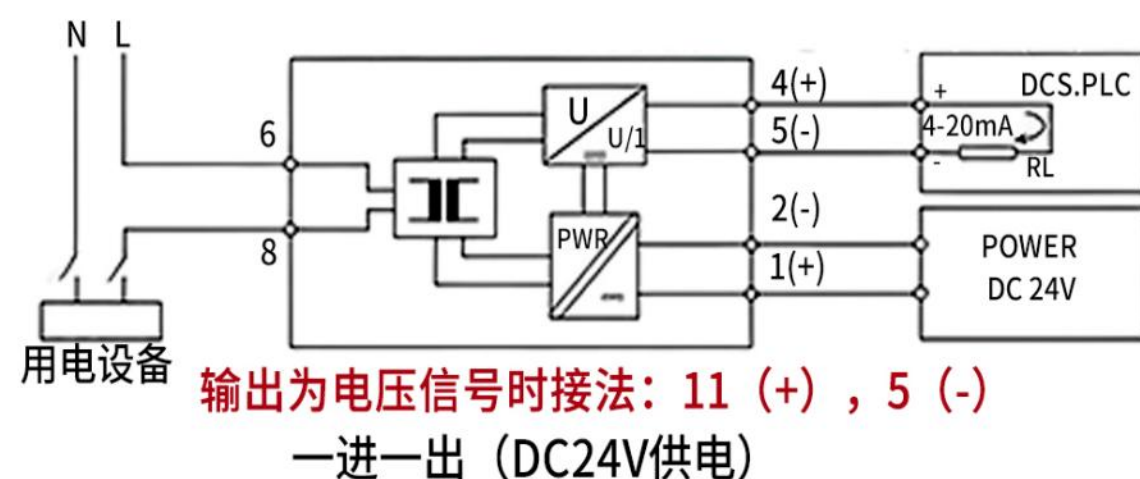 N L
6
8
U
U/1
PWR
4(+)
5(-)
2(-)
1(+)
+
DCS.PLC
4-20mA
-
RL
POWER
DC 24V
用电设备
输出为电压信号时接法：11（+），5（-）
一进一出（DC24V供电）